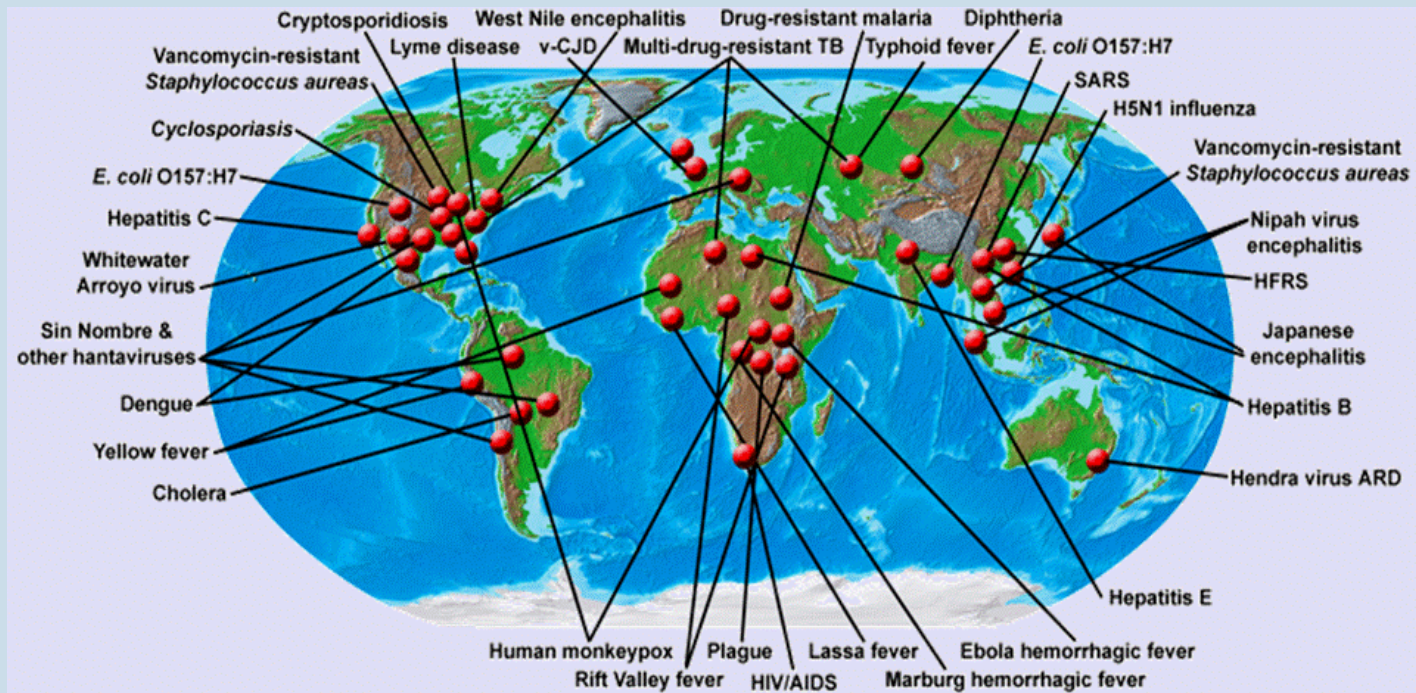 Cryptosporidiosis
West Nile encephalitis
Drug-resistant malaria
Diphtheria
Vancomycin-resistant
Staphylococcus aureas
Lyme disease
v-CJD
Multi-drug-resistant TB
Typhoid fever
E. coli O157:H7
SARS
H5N1 influenza
Cyclosporiasis
Vancomycin-resistant
Staphylococcus aureas
E. coli O157:H7
Hepatitis C
Nipah virus
encephalitis
Whitewater
Arroyo virus
HFRS
Sin Nombre &
other hantaviruses
Japanese
encephalitis
Dengue
Hepatitis B
Yellow fever
Hendra virus ARD
Cholera
Hepatitis E
Human monkeypox
Plague
Lassa fever
Ebola hemorrhagic fever
Rift Valley fever
HIV/AIDS
Marburg hemorrhagic fever